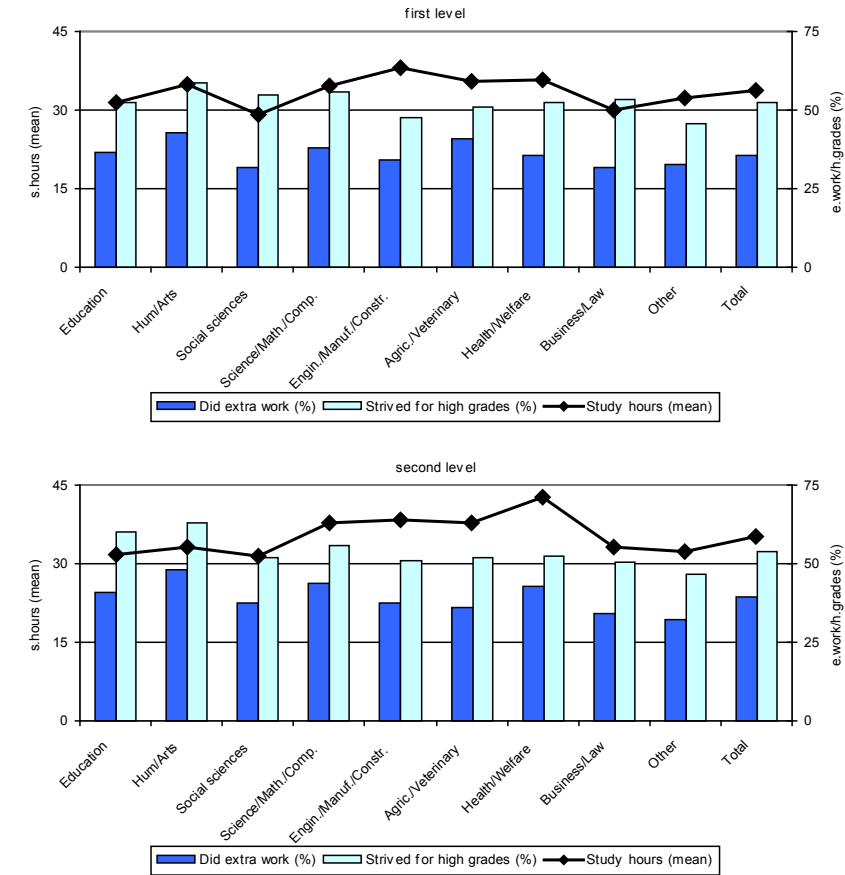 first level
45
75
30
50
15
25
0
0
s.hours (mean)
e.work/h.grades (%)
Education
Hum/Arts
Social sciences
Science/Math./Comp.
Engin./Manuf./Constr.
Agric./Veterinary
Health/Welfare
Business/Law
Other
Total
Did extra work (%) Strived for high grades (%) Study hours (mean)
second level
45
75
30
50
15
25
0
0
s.hours (mean)
e.work/h.grades (%)
Education
Hum/Arts
Social sciences
Science/Math./Comp.
Engin./Manuf./Constr.
Agric./Veterinary
Health/Welfare
Business/Law
Other
Total
Did extra work (%) Strived for high grades (%) Study hours (mean)